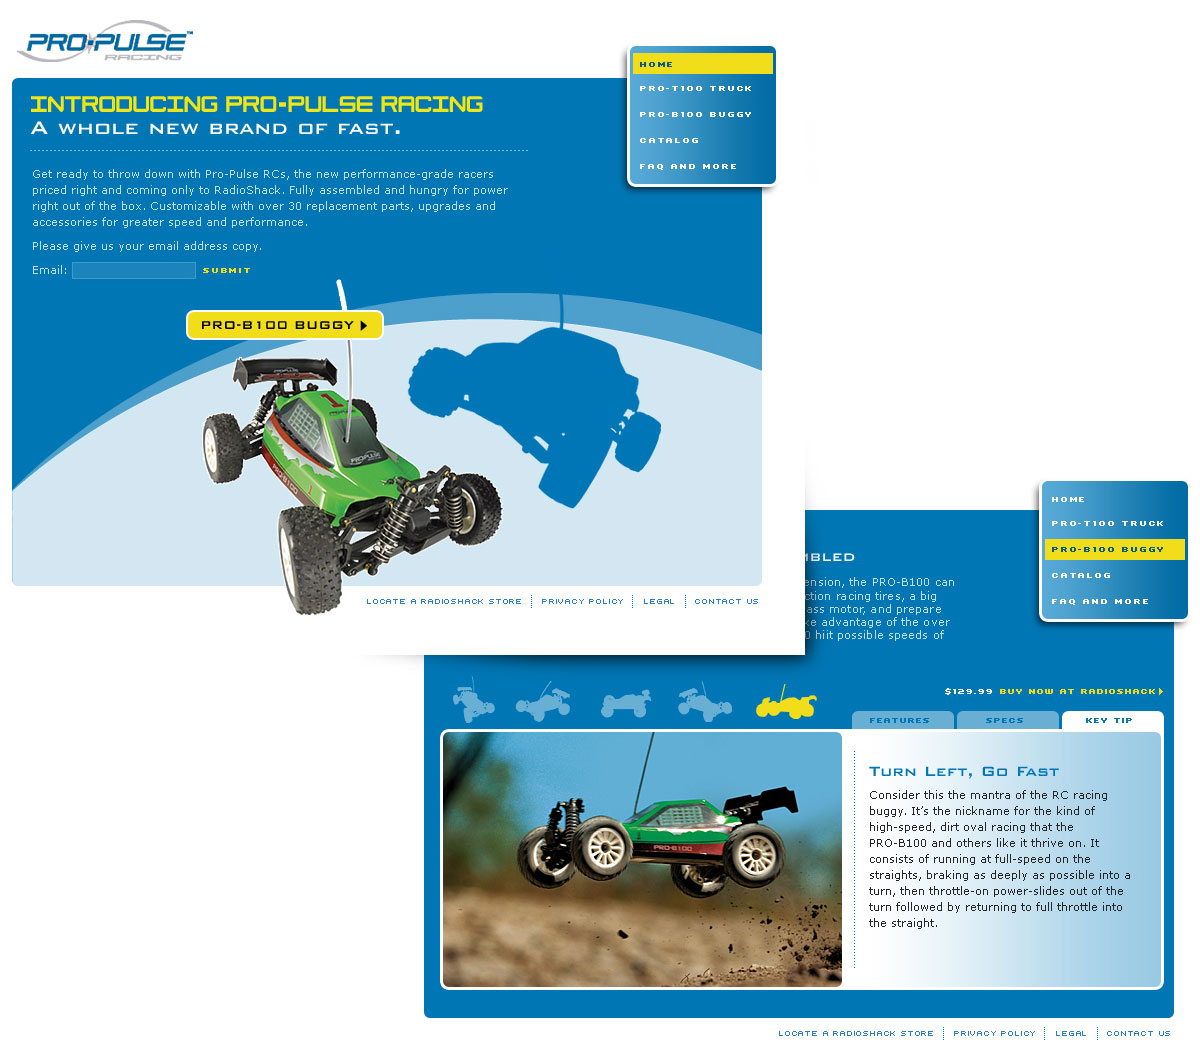 PRO-PULSE™
RACING
HOME
PRO-T100 TRUCK
PRO-B100 BUGGY
CATALOG
FAQ AND MORE
INTRODUCING PRO-PULSE RACING
A WHOLE NEW BRAND OF FAST.
Get ready to throw down with Pro-Pulse RCs, the new performance-grade racers
priced right and coming only to RadioShack. Fully assembled and hungry for power
right out of the box. Customizable with over 30 replacement parts, upgrades and
accessories for greater speed and performance.
Please give us your email address copy.
Email: SUBMIT
PRO-B100 BUGGY
PRO-PULSE
1
PRO-PULSE
PRO-B100
LOCATE A RADIOSHACK STORE
PRIVACY POLICY
LEGAL
CONTACT US
HOME
PRO-T100 TRUCK
PRO-B100 BUGGY
CATALOG
FAQ AND MORE
MBLED
ension, the PRO-B100 can
ction racing tires, a big
ass motor, and prepare
ke advantage of the over
0 hiit possible speeds of
$129.99 BUY NOW AT RADIOSHACK
FEATURES
SPECS
KEY TIP
PRO-B100
TURN LEFT, GO FAST
Consider this the mantra of the RC racing
buggy. It's the nickname for the kind of
high-speed, dirt oval racing that the
PRO-B100 and others like it thrive on. It
consists of running at full-speed on the
straights, braking as deeply as possible into a
turn, then throttle-on power-slides out of the
turn followed by returning to full throttle into
the straight.
LOCATE A RADIOSHACK STORE
PRIVACY POLICY
LEGAL
CONTACT US